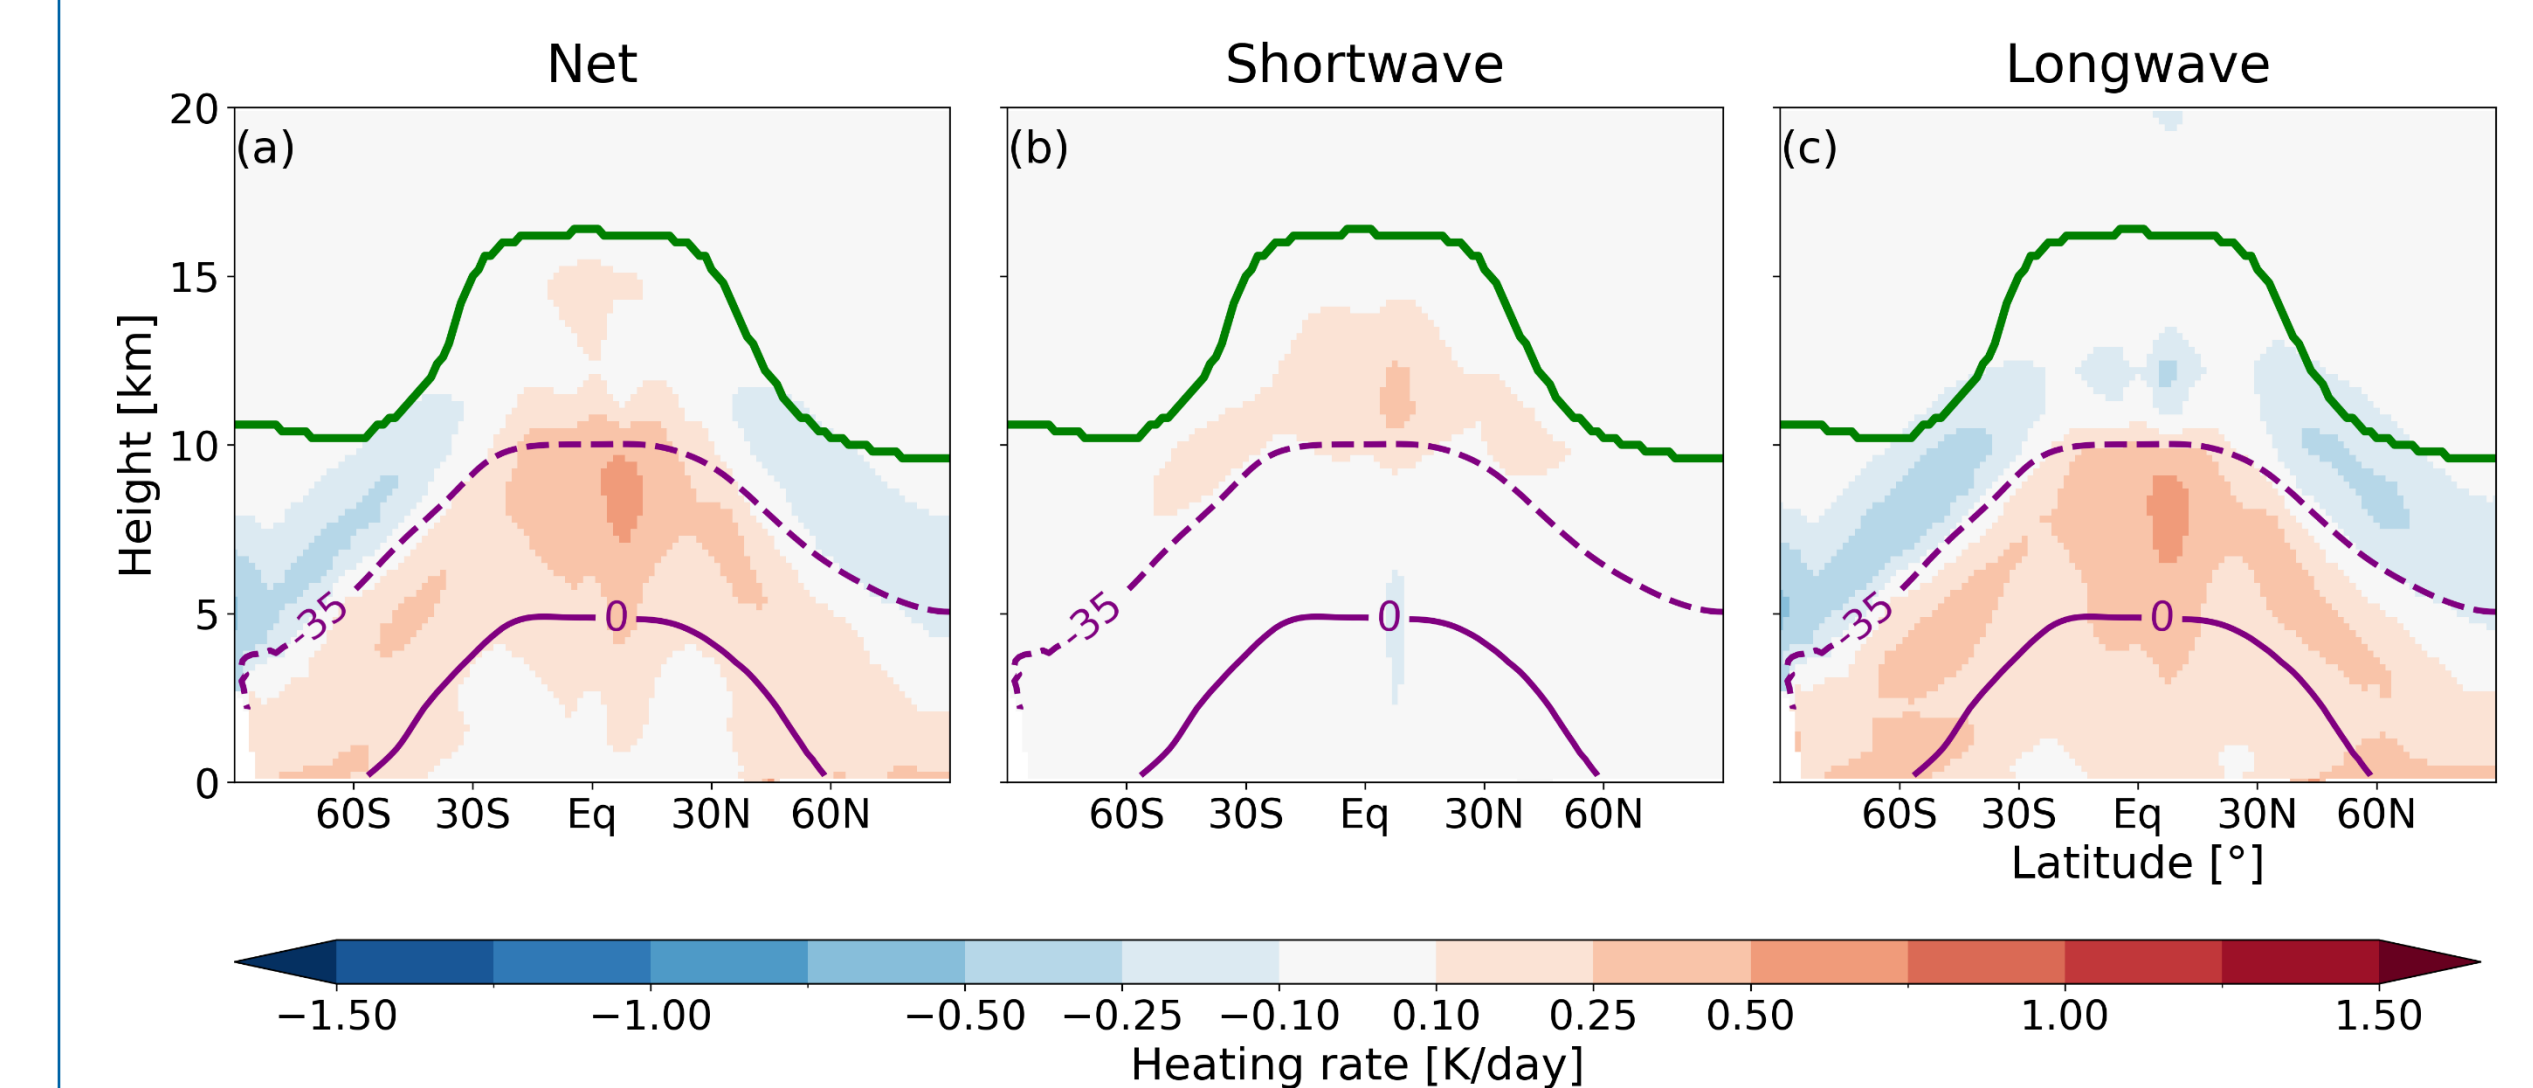 Net Shortwave Longwave
20
(a) (b) (c)
15
Height [km]
10
5
0
-35 0 -35 0 -35 0
60S 30S Eq 30N 60N 60S 30S Eq 30N 60N 60S 30S Eq 30N 60N
Latitude [°]
−1.50 −1.00 −0.50 −0.25 −0.10 0.10 0.25 0.50 1.00 1.50
Heating rate [K/day]